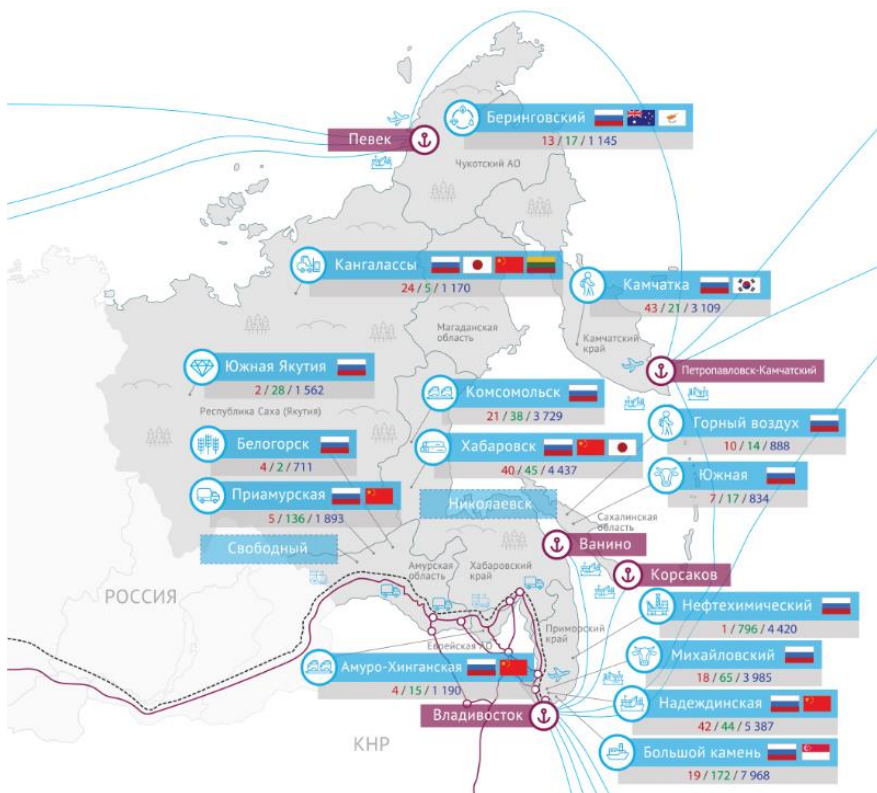 Беринговский
13 / 17 / 1 145
Певек
Чукотский АО
Кангалассы
24 / 5 / 1 170
Камчатка
43 / 21 / 3 109
Магаданская
область
Камчатский
край
Южная Якутия
2 / 28 / 1 562
Петропавловск-Камчатский
Республика Саха (Якутия)
Комсомольск
21 / 38 / 3 729
Горный воздух
10 / 14 / 888
Белогорск
4 / 2 / 711
Хабаровск
40 / 45 / 4 437
Южная
7 / 17 / 834
Приамурская
5 / 136 / 1 893
Николаевск
Сахалинская
область
Свободный
Ванино
Корсаков
Амурская
область
Хабаровский
край
РОССИЯ
Нефтехимический
1 / 796 / 4 420
Приморский
край
Еврейская АО
Михайловский
18 / 65 / 3 985
Амуро-Хинганская
4 / 15 / 1 190
Надеждинская
42 / 44 / 5 387
Владивосток
КНР
Большой камень
19 / 172 / 7 968